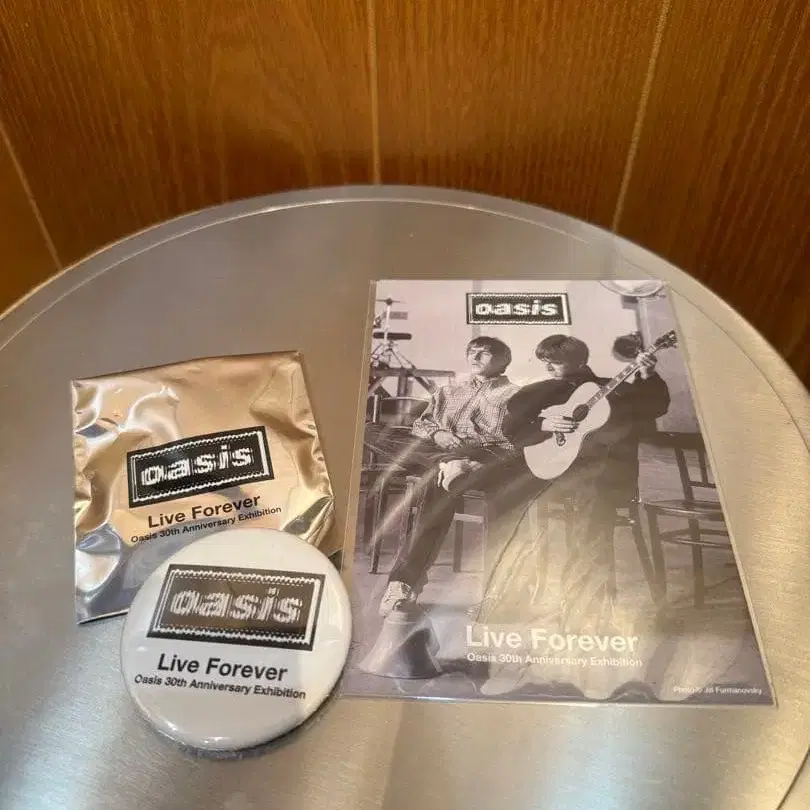 oasis
Live Forever
Oasis 30th Anniversary Exhibition
oasis
Live Forever
Oasis 30th Anniversary Exhibition
oasis
Live Forever
Oasis 30th Anniversary Exhibition
Photo © Jill Furmanovsky